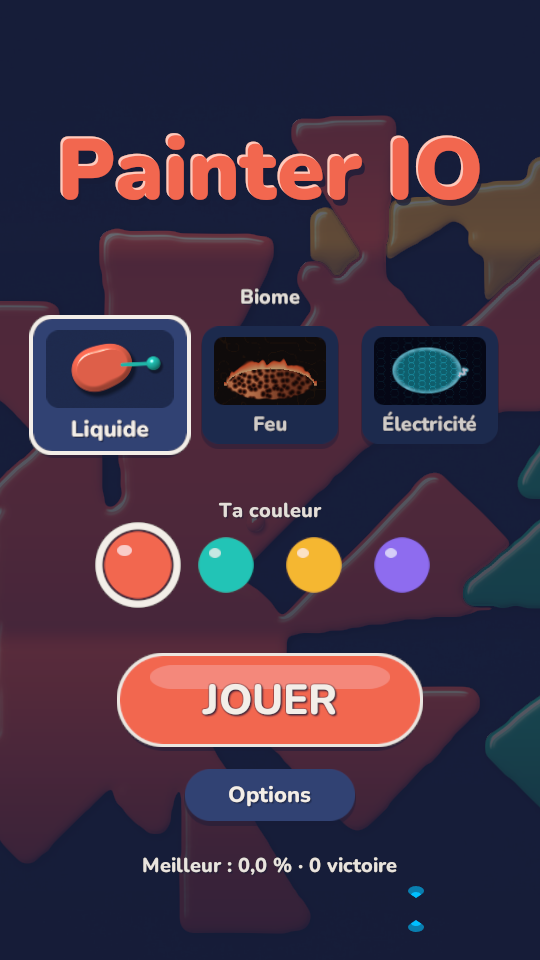 Painter IO
Biome
Liquide
Feu
Électricité
Ta couleur
JOUER
Options
Meilleur : 0,0 % · 0 victoire